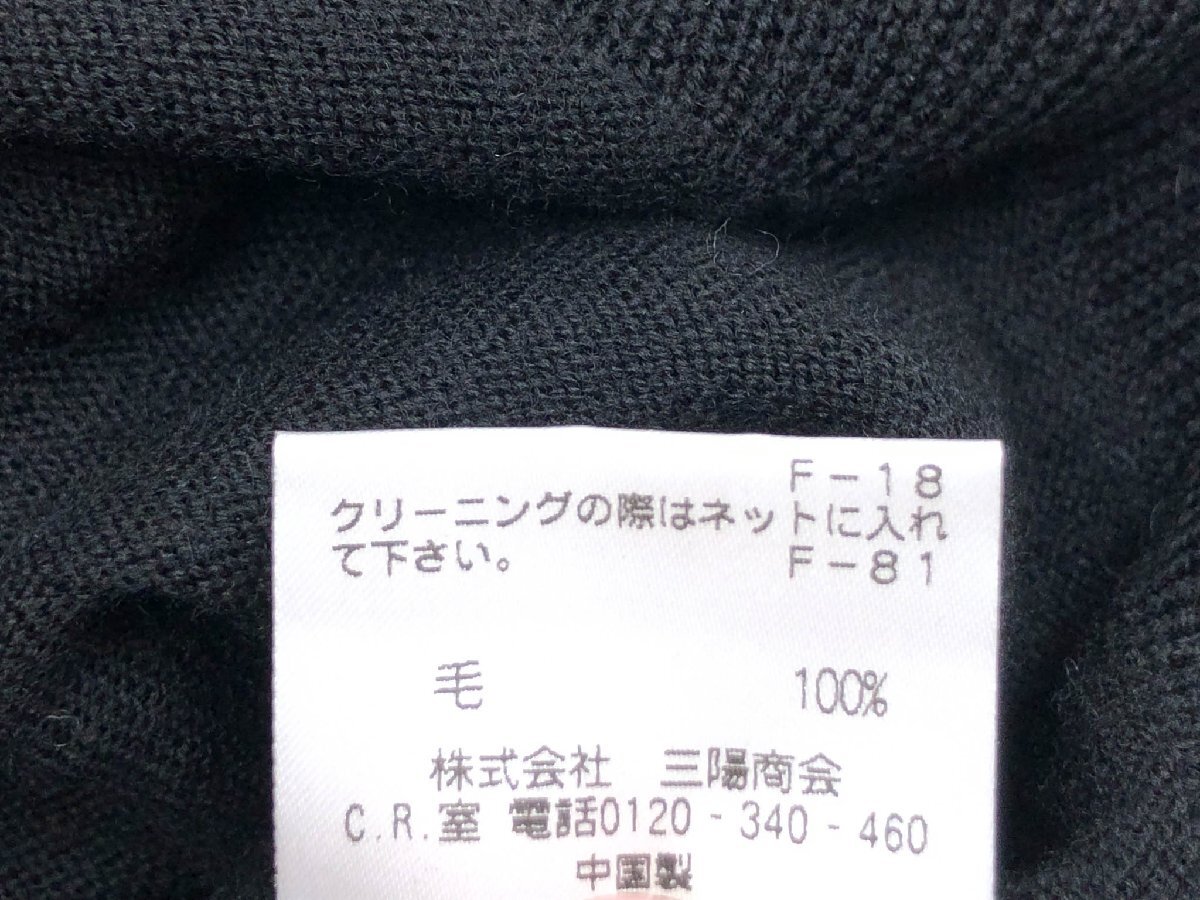 F-18
クリーニングの際はネットに入れ
て下さい。 F-81
毛 100%
株式会社 三陽商会
C.R.室 電話0120-340-460
中国製